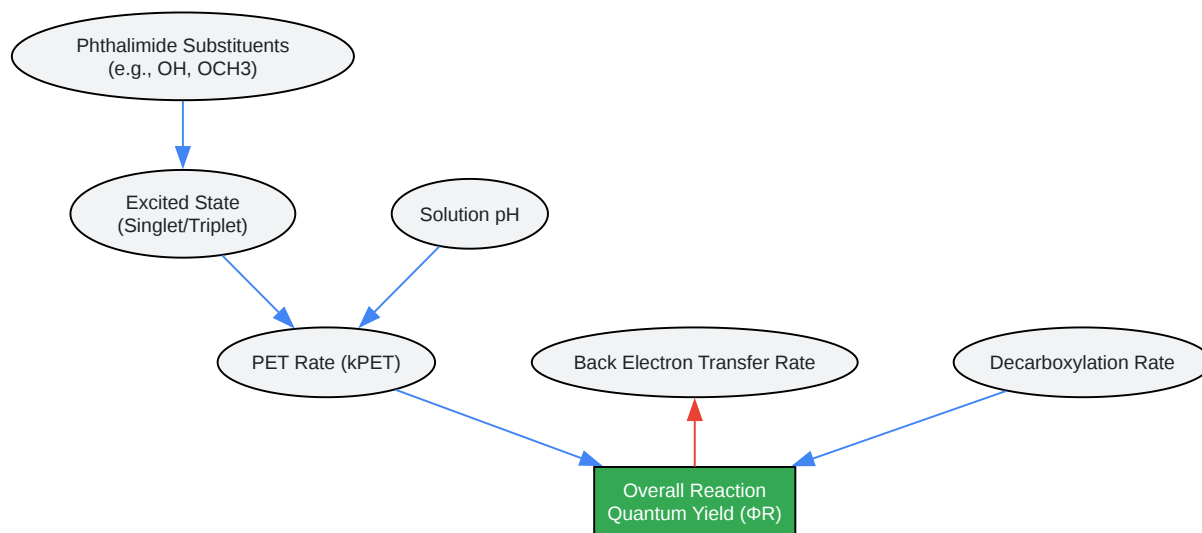 Phthalimide Substituents
(e.g., OH, OCH3)
Excited State
(Singlet/Triplet)
Solution pH
PET Rate (kPET)
Back Electron Transfer Rate
Decarboxylation Rate
Overall Reaction
Quantum Yield (ΦR)